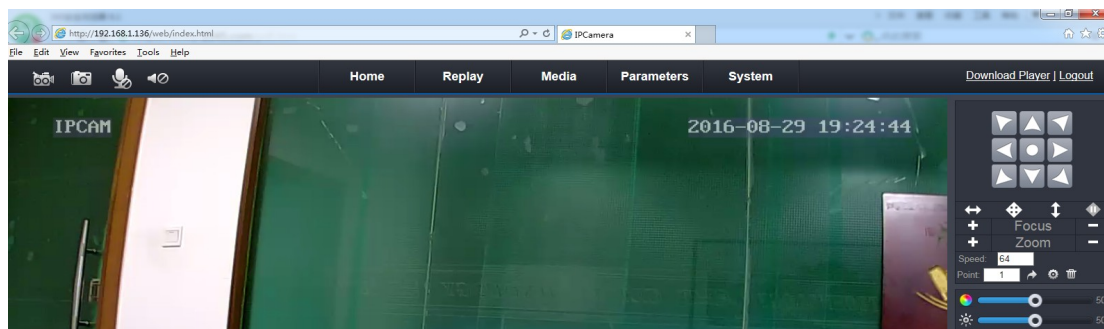 http://192.168.1.136/web/index.html
IPCamera
File Edit View Favorites Tools Help
Home Replay Media Parameters System Download Player | Logout
IPCAM 2016-08-29 19:24:44
Focus
Zoom
Speed: 64
Point: 1
50
50